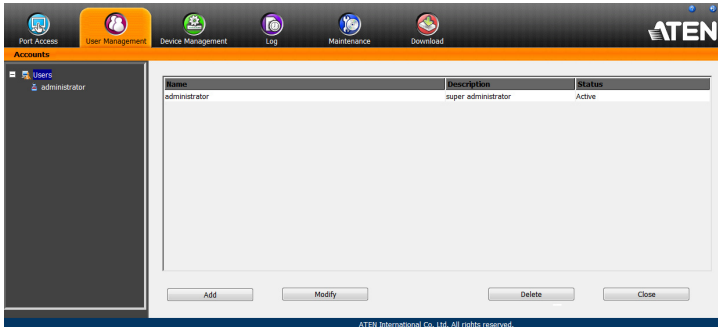 Port Access User Management Device Management Log Maintenance Download ATEN
Accounts
Users
administrator
Name Description Status
administrator super administrator Active
Add Modify Delete Close
ATEN International Co. Ltd. All rights reserved.